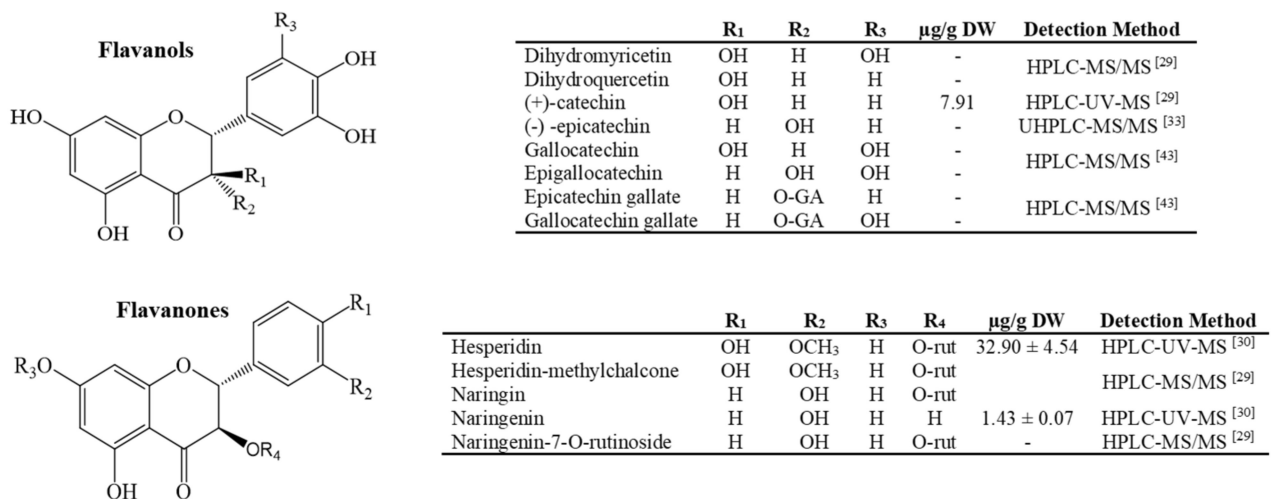 Flavanols
R₃
OH
HO
O
OH
R₁
R₂
OH
O
R₁ R₂ R₃ µg/g DW Detection Method
Dihydromyricetin OH H OH - HPLC-MS/MS [29]
Dihydroquercetin OH H H -
(+)-catechin OH H H 7.91 HPLC-UV-MS [29]
(-) -epicatechin H OH H - UHPLC-MS/MS [33]
Gallocatechin OH H OH - HPLC-MS/MS [43]
Epigallocatechin H OH OH -
Epicatechin gallate H O-GA H - HPLC-MS/MS [43]
Gallocatechin gallate H O-GA OH -
Flavanones
R₁
R₃O
O
R₂
OR₄
OH
O
R₁ R₂ R₃ R₄ µg/g DW Detection Method
Hesperidin OH OCH₃ H O-rut 32.90 ± 4.54 HPLC-UV-MS [30]
Hesperidin-methylchalcone OH OCH₃ H O-rut HPLC-MS/MS [29]
Naringin H OH H O-rut
Naringenin H OH H H 1.43 ± 0.07 HPLC-UV-MS [30]
Naringenin-7-O-rutinoside H OH H O-rut - HPLC-MS/MS [29]